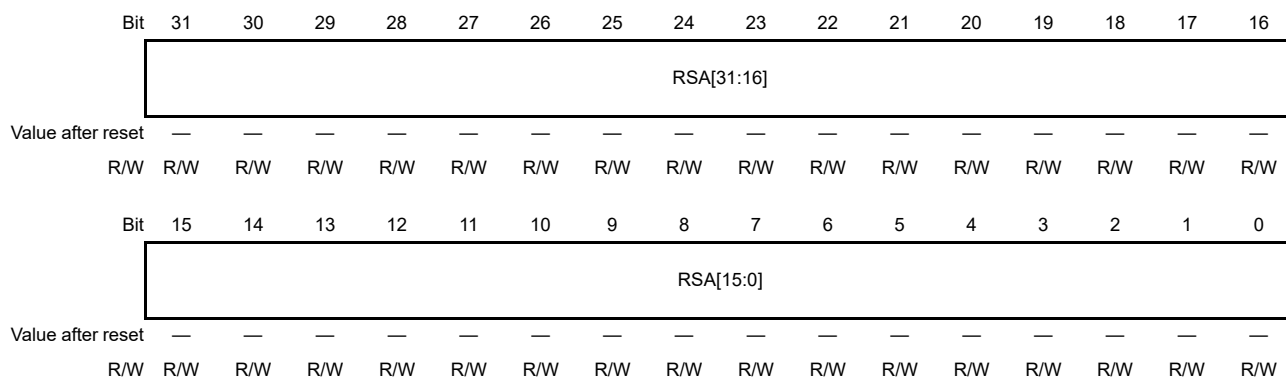 Bit 31 30 29 28 27 26 25 24 23 22 21 20 19 18 17 16
RSA[31:16]
Value after reset — — — — — — — — — — — — — — — —
R/W R/W R/W R/W R/W R/W R/W R/W R/W R/W R/W R/W R/W R/W R/W R/W R/W
Bit 15 14 13 12 11 10 9 8 7 6 5 4 3 2 1 0
RSA[15:0]
Value after reset — — — — — — — — — — — — — — — —
R/W R/W R/W R/W R/W R/W R/W R/W R/W R/W R/W R/W R/W R/W R/W R/W R/W